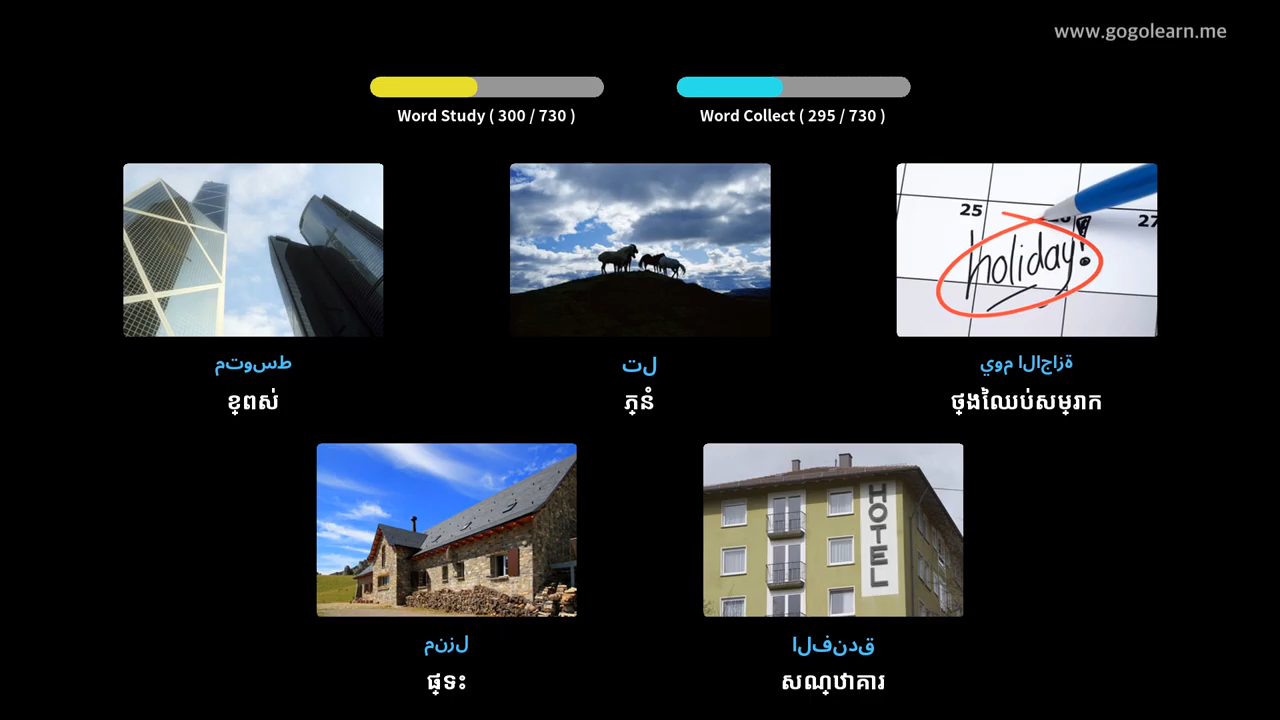 www.gogolearn.me
Word Study ( 300 / 730 )
Word Collect ( 295 / 730 )
متوسط
ខ្ពស់
تل
ភ្នំ
يوم الاجازة
ថ្ងៃឈប់សម្រាក
25
26
27
holiday!
منزل
ផ្ទះ
الفندق
សណ្ឋាគារ
HOTEL